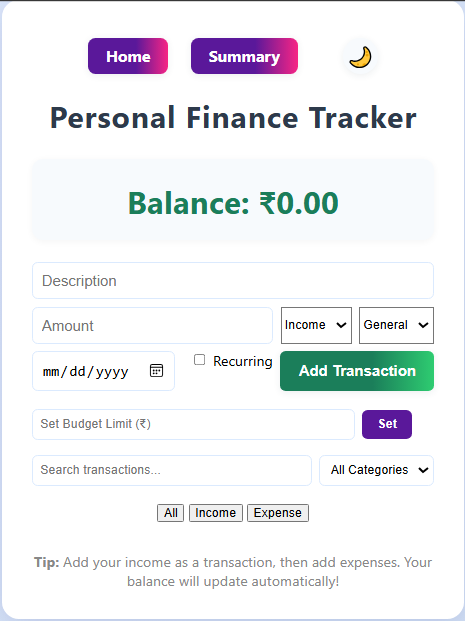 Home Summary
Personal Finance Tracker
Balance: ₹0.00
Description
Amount Income General
mm/dd/yyyy Recurring Add Transaction
Set Budget Limit (₹) Set
Search transactions... All Categories
All Income Expense
Tip: Add your income as a transaction, then add expenses. Your
balance will update automatically!